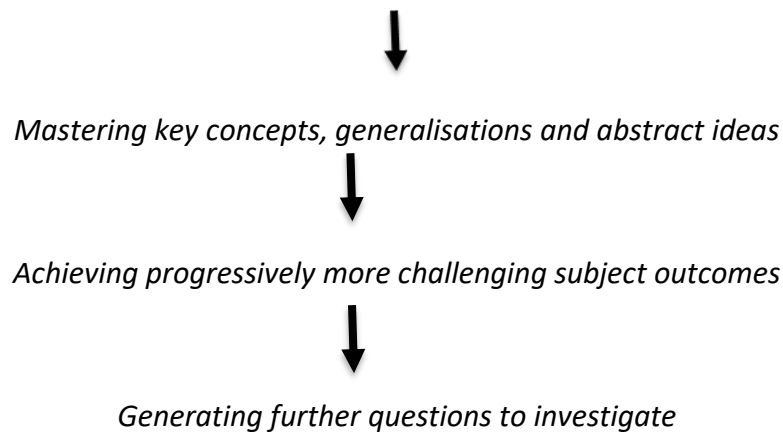 Mastering key concepts, generalisations and abstract ideas
Achieving progressively more challenging subject outcomes
Generating further questions to investigate